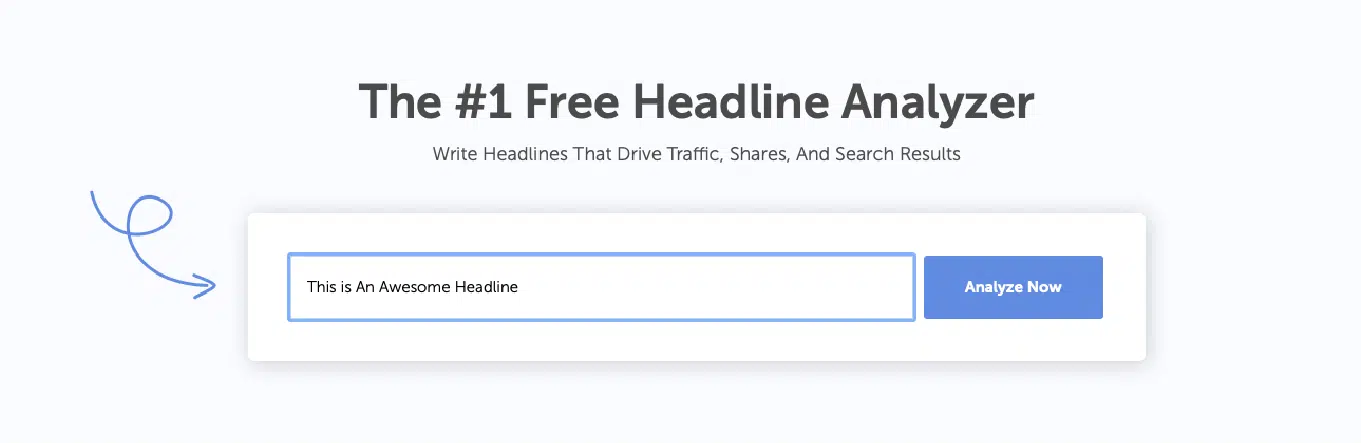 The #1 Free Headline Analyzer
Write Headlines That Drive Traffic, Shares, And Search Results
This is An Awesome Headline
Analyze Now